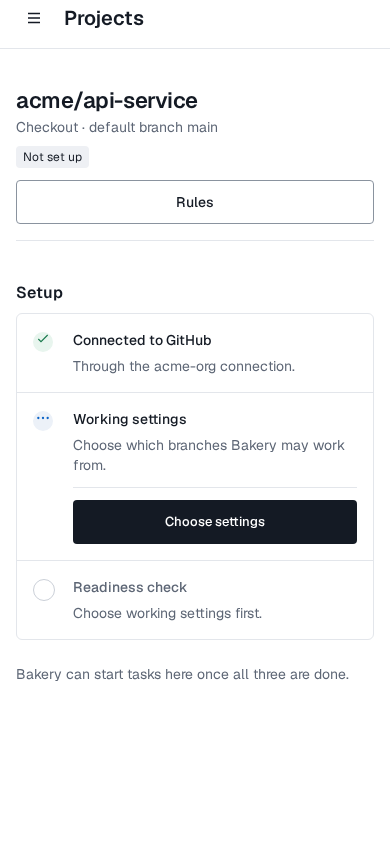 Projects
acme/api-service
Checkout · default branch main
Not set up
Rules
Setup
Connected to GitHub
Through the acme-org connection.
Working settings
Choose which branches Bakery may work
from.
Choose settings
Readiness check
Choose working settings first.
Bakery can start tasks here once all three are done.